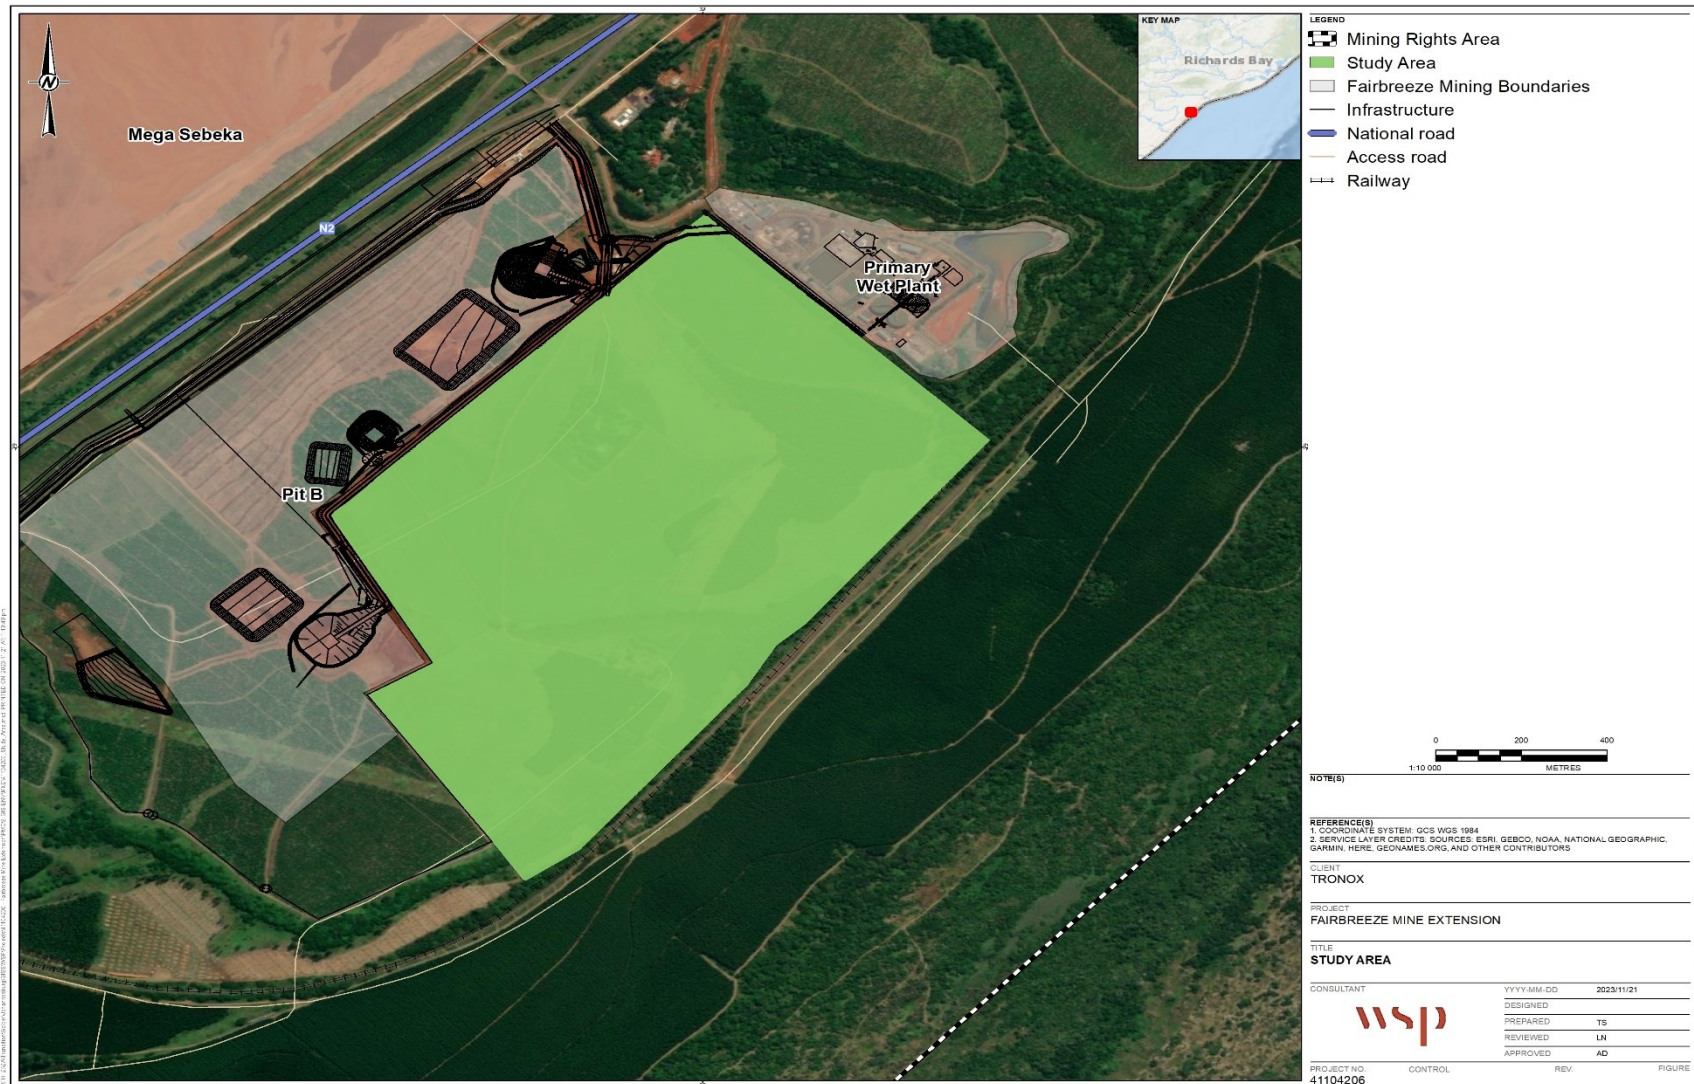 N
Mega Sebeka
N2
Primary
Wet Plant
Pit B
KEY MAP
Richards Bay
LEGEND
Mining Rights Area
Study Area
Fairbreeze Mining Boundaries
Infrastructure
National road
Access road
Railway
0 200 400
1:10 000 METRES
NOTE(S)
REFERENCE(S)
1. COORDINATE SYSTEM: GCS WGS 1984
2. SERVICE LAYER CREDITS: SOURCES: ESRI, GEBCO, NOAA, NATIONAL GEOGRAPHIC,
GARMIN, HERE, GEONAMES.ORG, AND OTHER CONTRIBUTORS
CLIENT
TRONOX
PROJECT
FAIRBREEZE MINE EXTENSION
TITLE
STUDY AREA
CONSULTANT
wsp
YYYY-MM-DD 2023/11/21
DESIGNED
PREPARED TS
REVIEWED LN
APPROVED AD
PROJECT NO. CONTROL REV. FIGURE
41104206